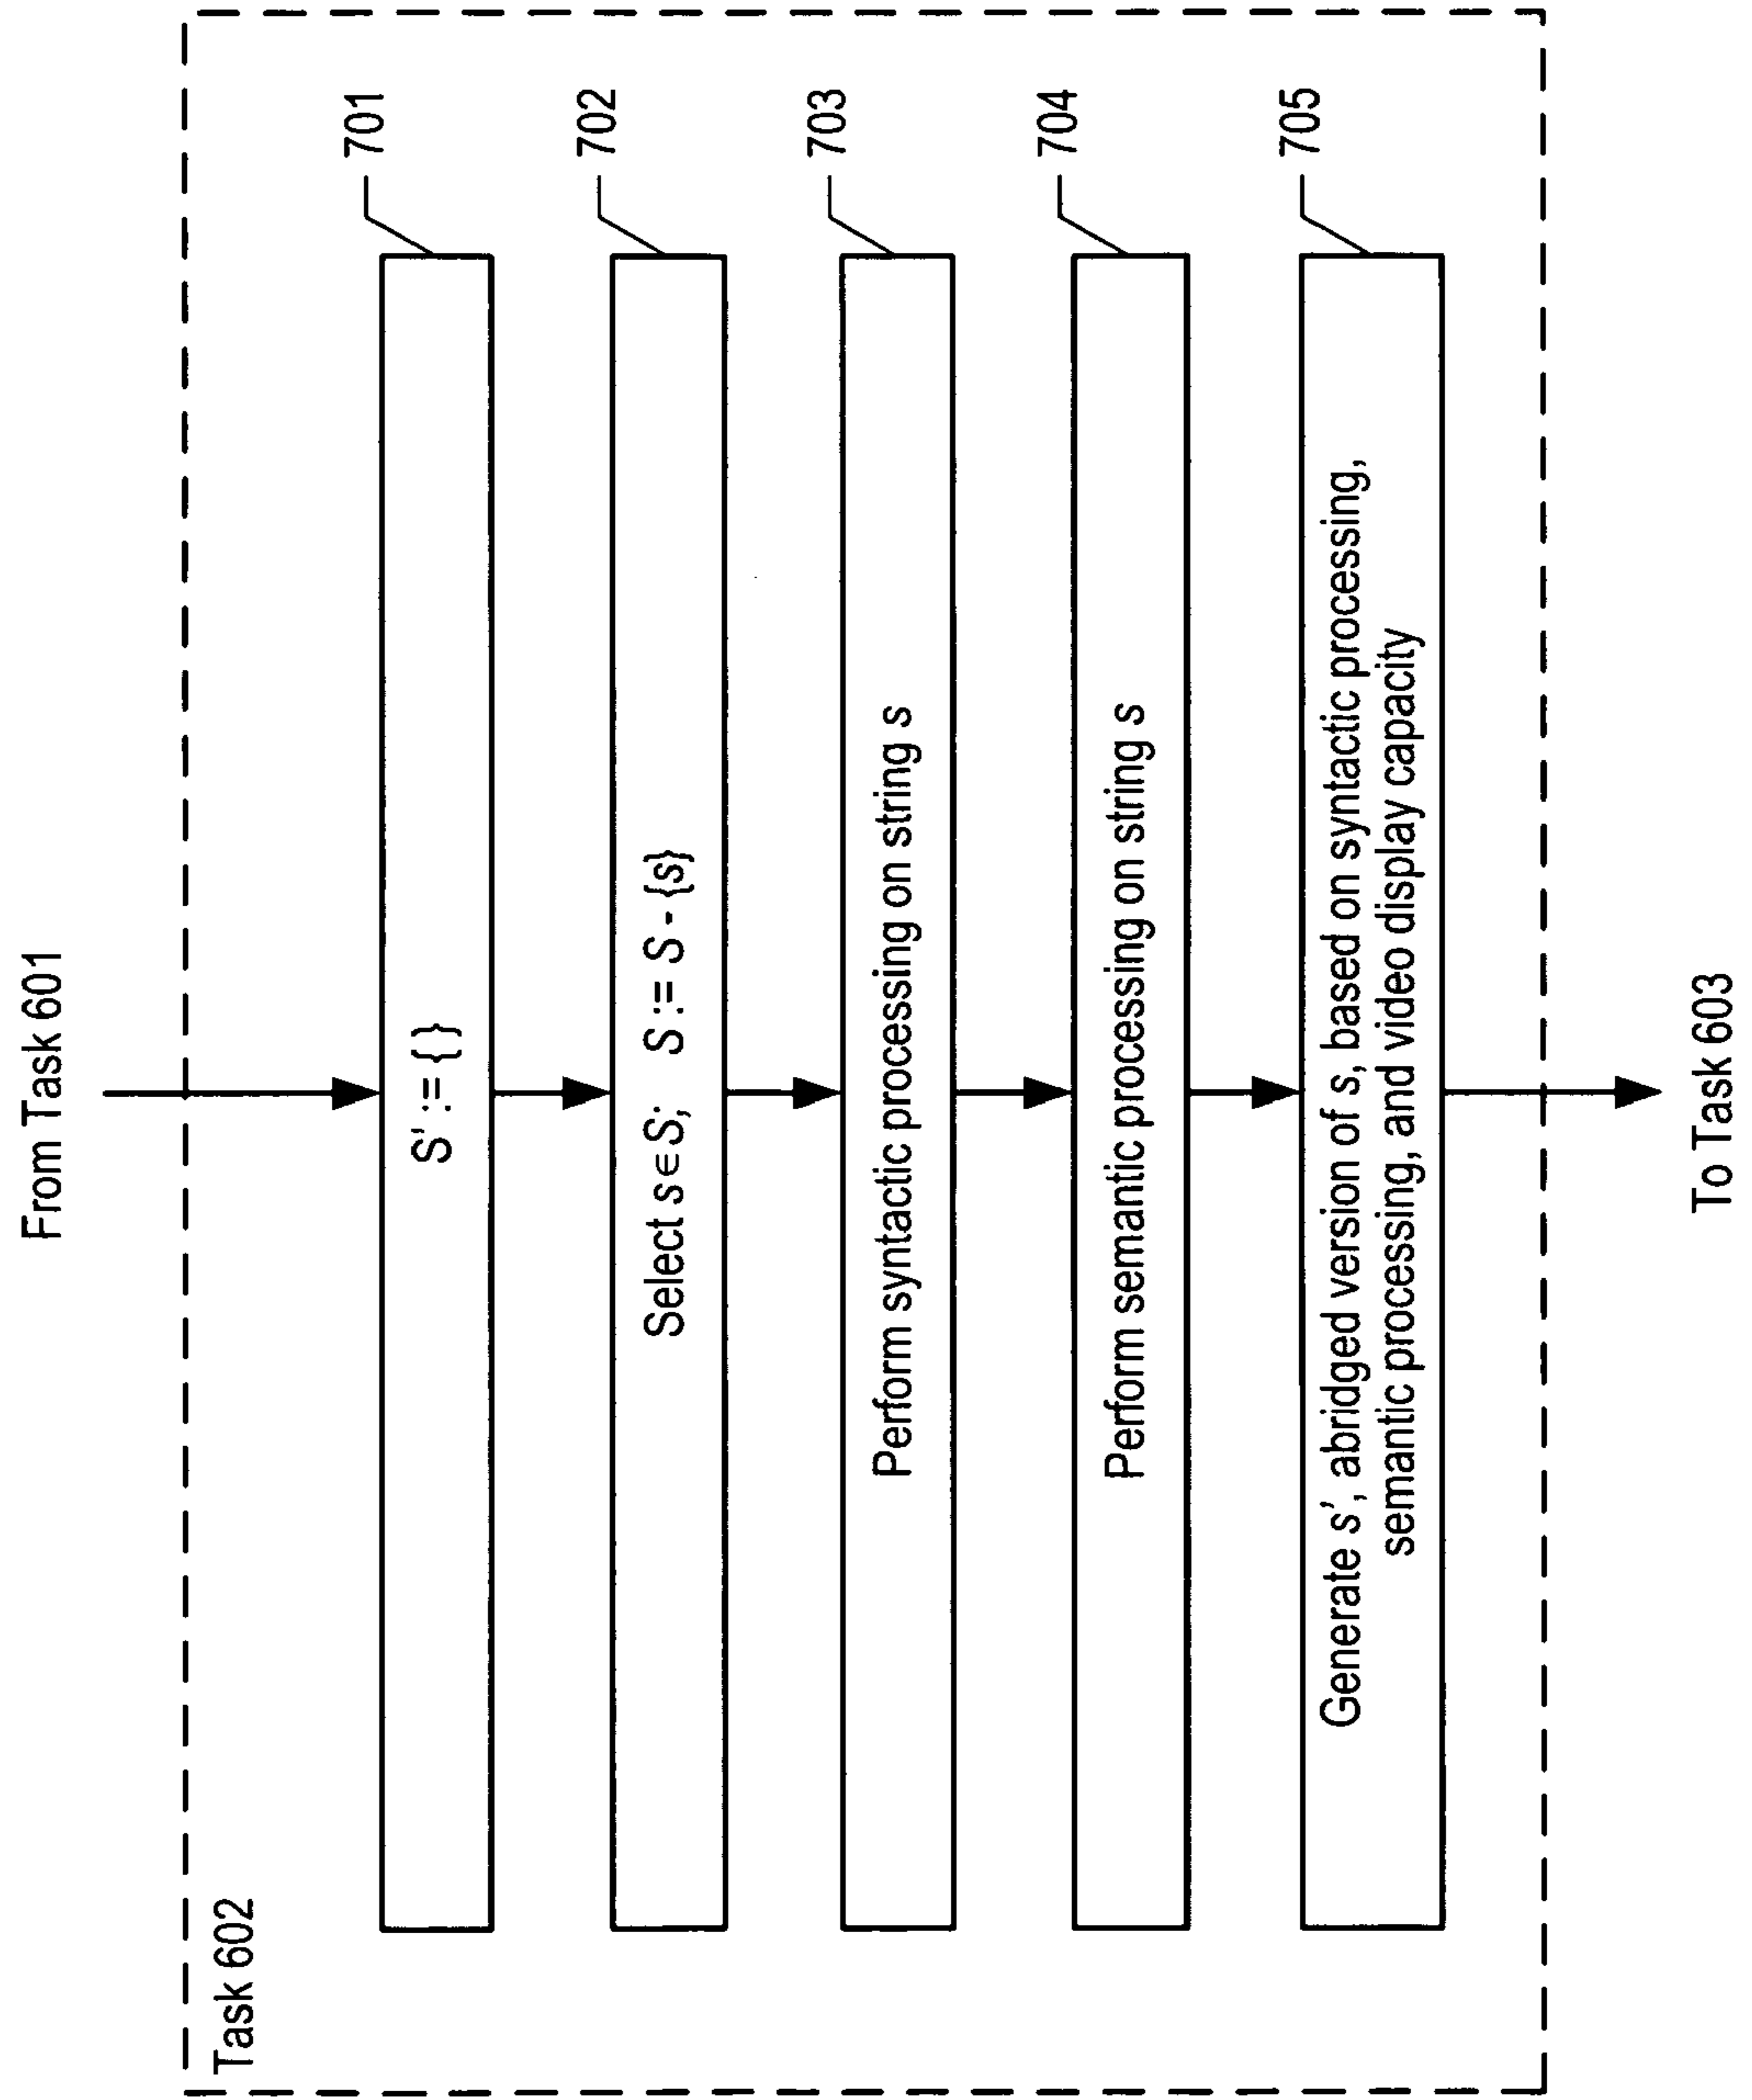 From Task 601
Task 602
701
S' := { }
702
Select s ∈ S; S := S - {s}
703
Perform syntactic processing on string s
704
Perform semantic processing on string s
705
Generate s', abridged version of s, based on syntactic processing,
semantic processing, and video display capacity
To Task 603